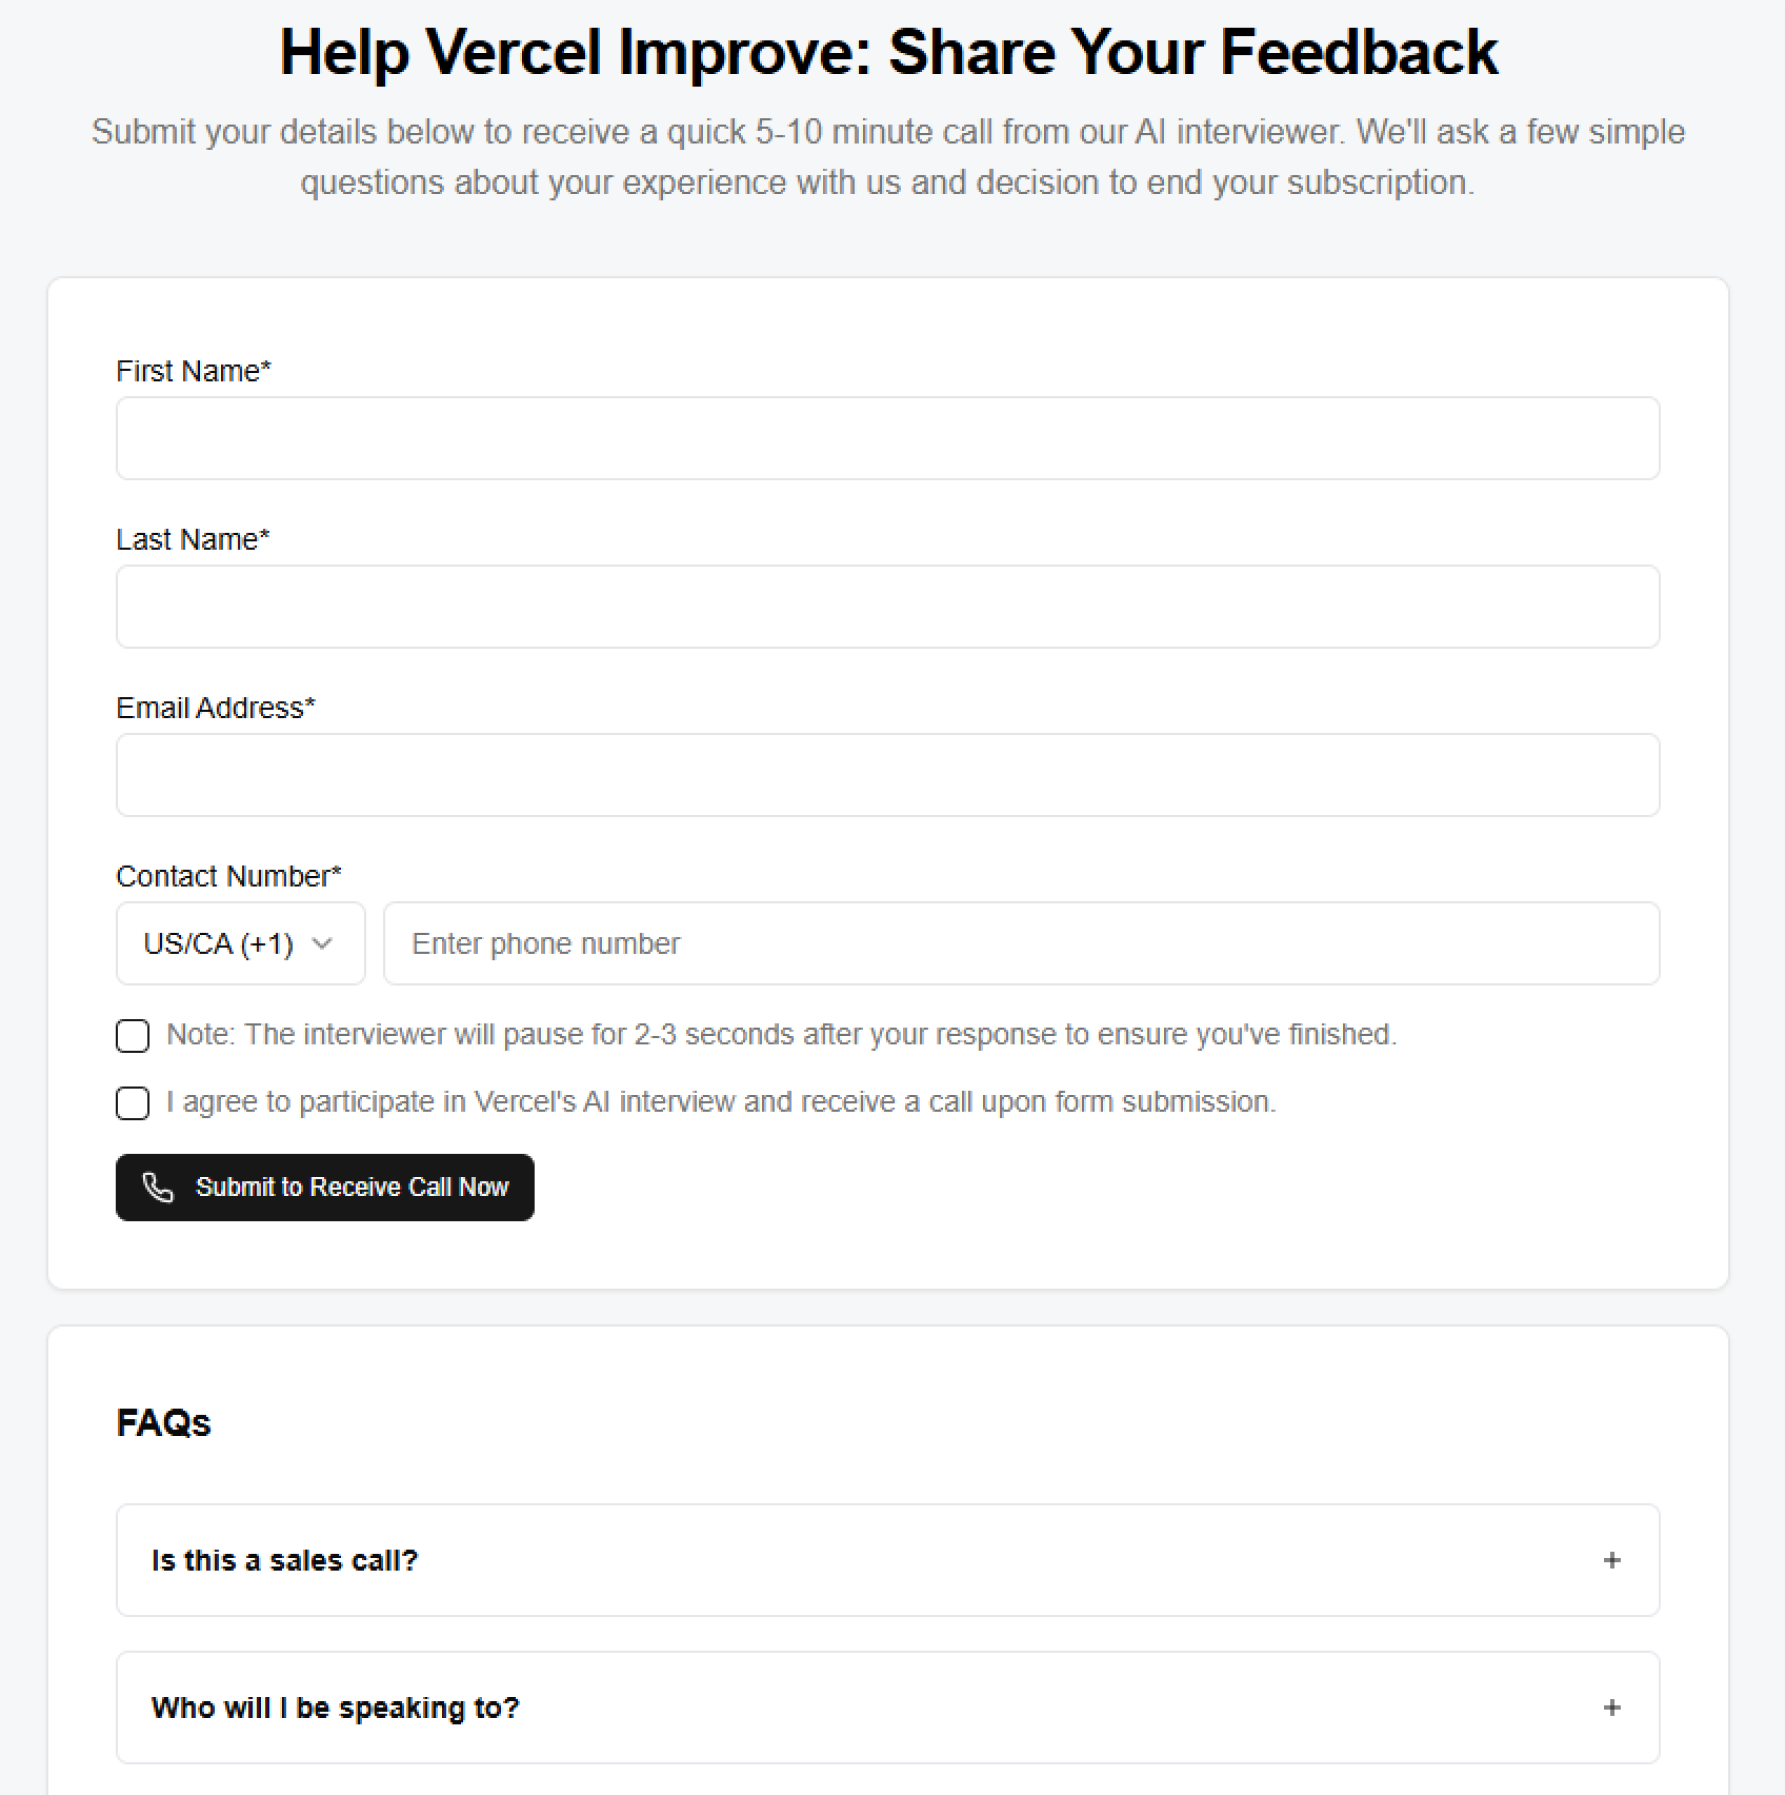 Help Vercel Improve: Share Your Feedback
Submit your details below to receive a quick 5-10 minute call from our AI interviewer. We'll ask a few simple
questions about your experience with us and decision to end your subscription.
First Name*
Last Name*
Email Address*
Contact Number*
US/CA (+1)
Enter phone number
Note: The interviewer will pause for 2-3 seconds after your response to ensure you've finished.
I agree to participate in Vercel's AI interview and receive a call upon form submission.
Submit to Receive Call Now
FAQs
Is this a sales call?
+
Who will I be speaking to?
+